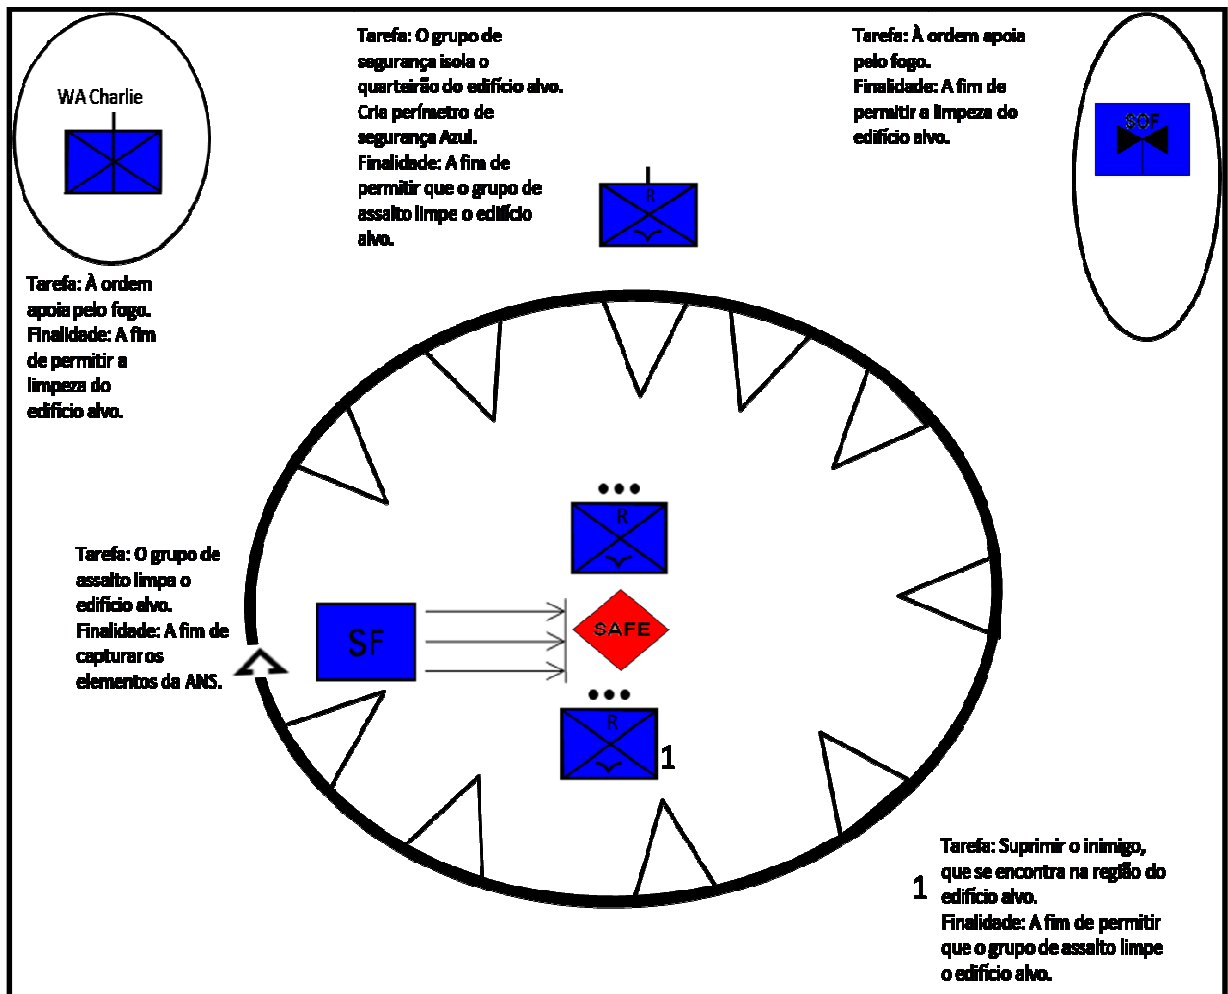 WA Charlie
Tarefa: À ordem
apoia pelo fogo.
Finalidade: A fim
de permitir a
limpeza do
edifício alvo.
Tarefa: O grupo de
segurança isola o
quarteirão do edifício alvo.
Cria perímetro de
segurança Azul.
Finalidade: A fim de
permitir que o grupo de
assalto limpe o edifício
alvo.
R
Tarefa: À ordem apoia
pelo fogo.
Finalidade: A fim de
permitir a limpeza do
edifício alvo.
SOF
Tarefa: O grupo de
assalto limpa o
edifício alvo.
Finalidade: A fim de
capturar os
elementos da ANS.
R
SF
SAFE
R
1
1
Tarefa: Suprimir o inimigo,
que se encontra na região do
edifício alvo.
Finalidade: A fim de permitir
que o grupo de assalto limpe
o edifício alvo.